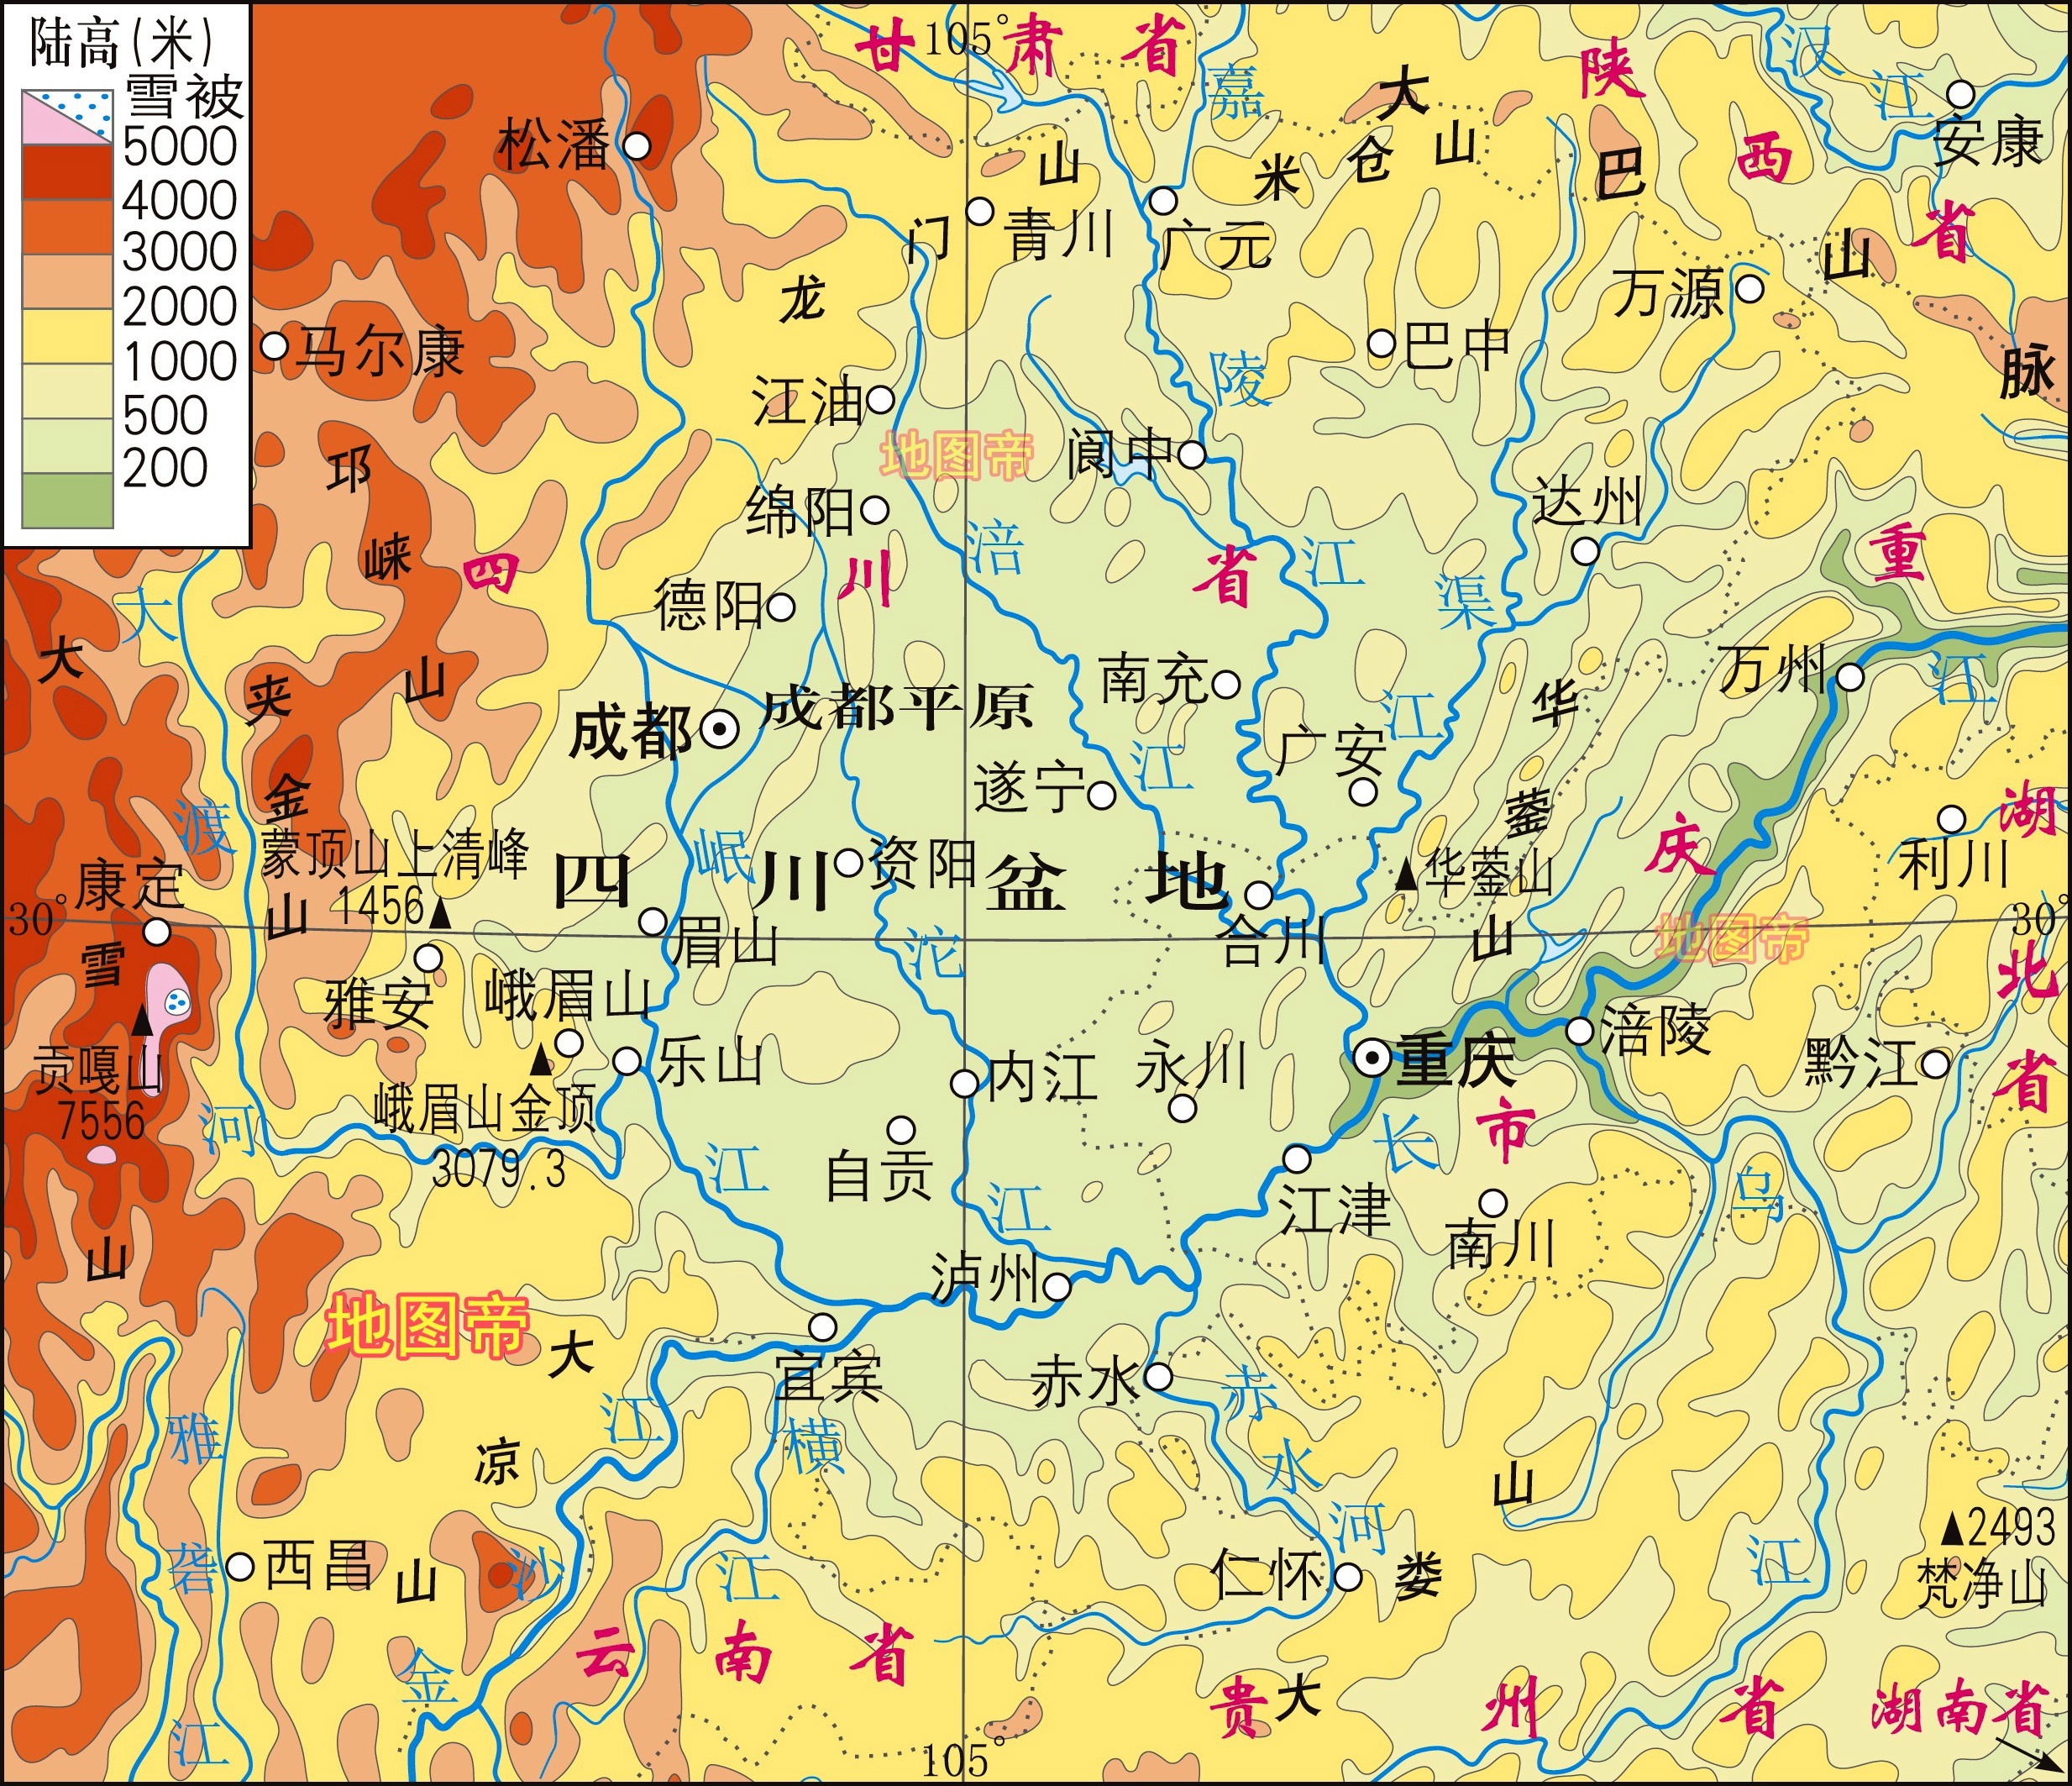 陆高(米)
雪被
5000
4000
3000
2000
1000
500
200
甘肃省
105°
陕西省
四川省
重庆市
湖北省
云南省
贵州省
湖南省
嘉陵江
汉江
安康
松潘
大巴山脉
米仓山
龙门山
青川
广元
万源
巴中
马尔康
江油
地图帝
阆中
绵阳
达州
邛崃山
涪江
渠江
德阳
大渡河
大雪山
夹金山
南充
万州
江
成都
成都平原
华蓥山
广安
遂宁
利川
蒙顶山上清峰
1456
岷江
四川盆地
资阳
▲华蓥山
合川
康定
30°
30°
眉山
沱江
地图帝
雅安
峨眉山
贡嘎山
7556
乐山
内江
永川
重庆
涪陵
黔江
峨眉山金顶
3079.3
自贡
长江
江津
南川
乌江
泸州
地图帝
宜宾
赤水
赤水河
大凉山
横江
雅砻江
金沙江
西昌
仁怀
大娄山
▲2493
梵净山
105°